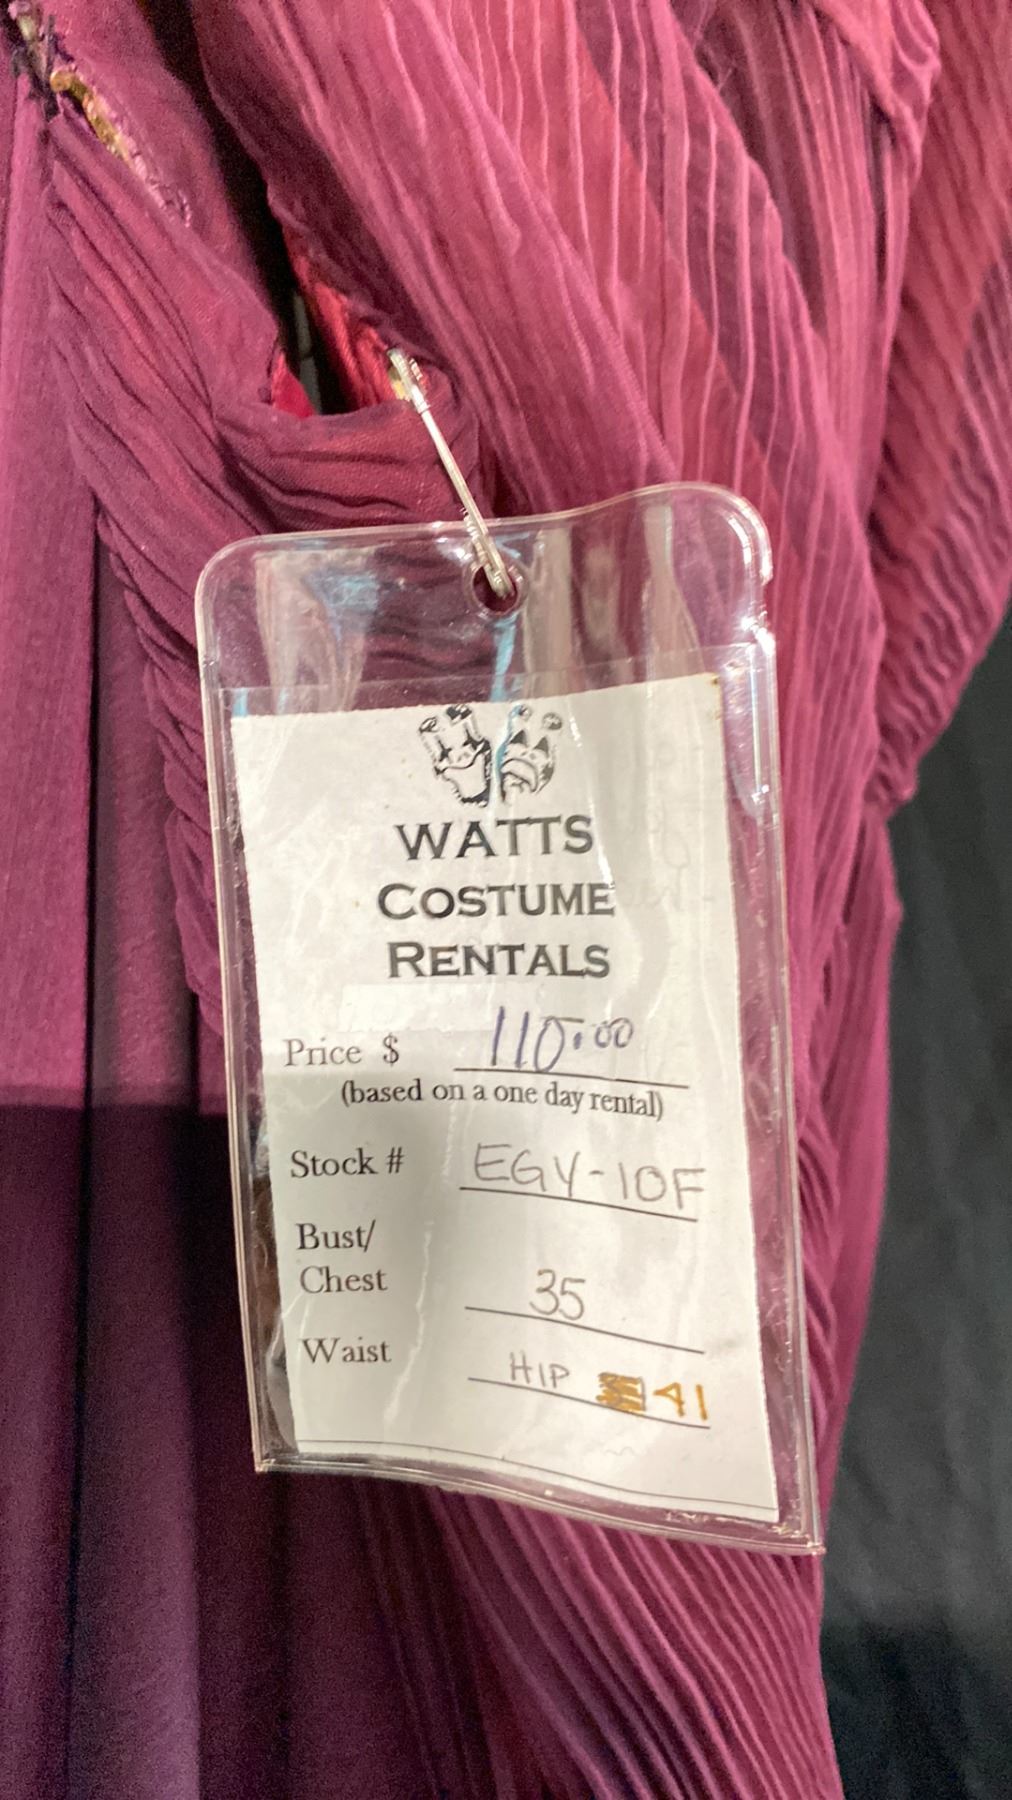 WATTS
COSTUME
RENTALS
Price $ 110.00
(based on a one day rental)
Stock # EGY-10F
Bust/
Chest 35
Waist HIP 41